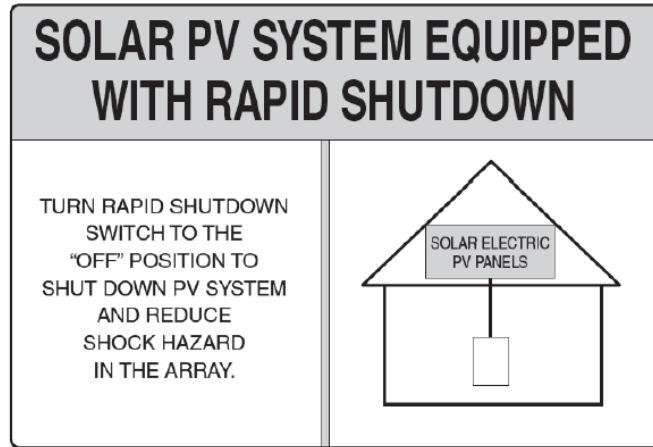 SOLAR PV SYSTEM EQUIPPED
WITH RAPID SHUTDOWN
TURN RAPID SHUTDOWN
SWITCH TO THE
“OFF” POSITION TO
SHUT DOWN PV SYSTEM
AND REDUCE
SHOCK HAZARD
IN THE ARRAY.
SOLAR ELECTRIC
PV PANELS